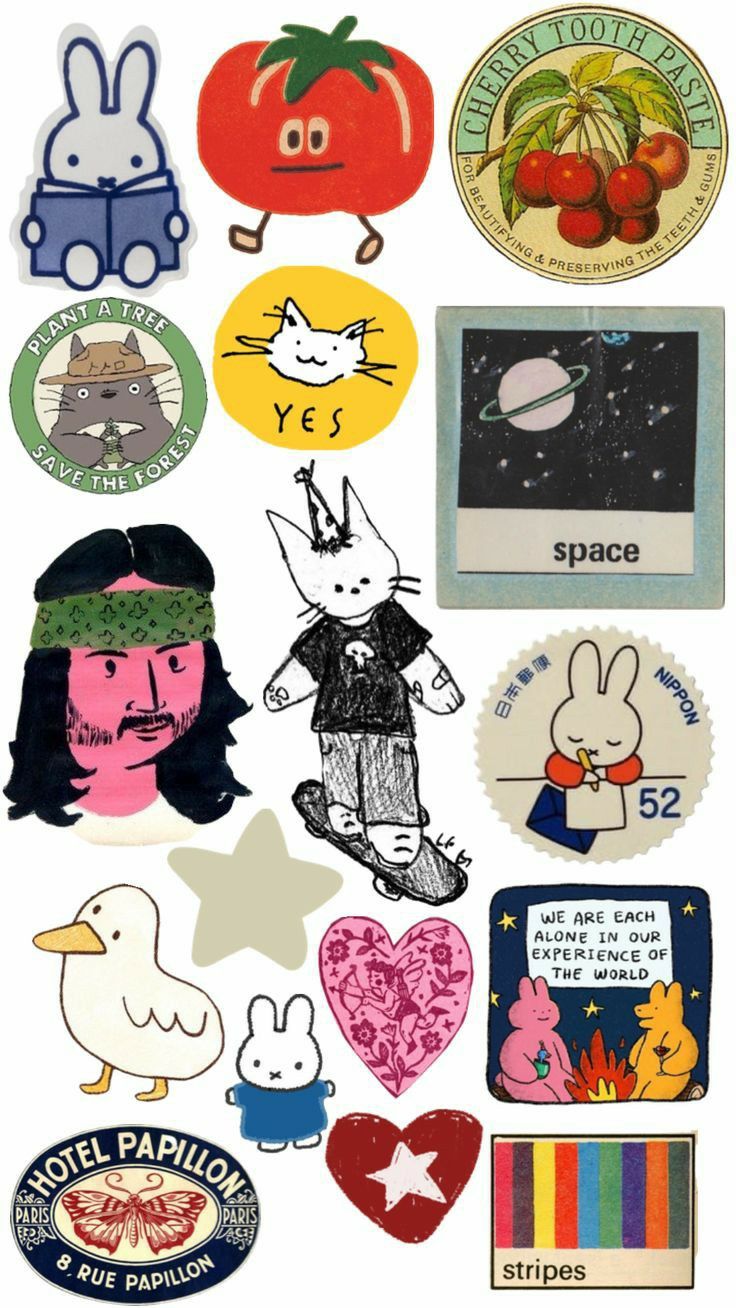 CHERRY TOOTH PASTE
FOR BEAUTIFYING & PRESERVING THE TEETH & GUMS
PLANT A TREE
SAVE THE FOREST
YES
space
日本郵便
NIPPON
52
WE ARE EACH
ALONE IN OUR
EXPERIENCE OF
THE WORLD
HOTEL PAPILLON
PARIS
PARIS
8, RUE PAPILLON
stripes